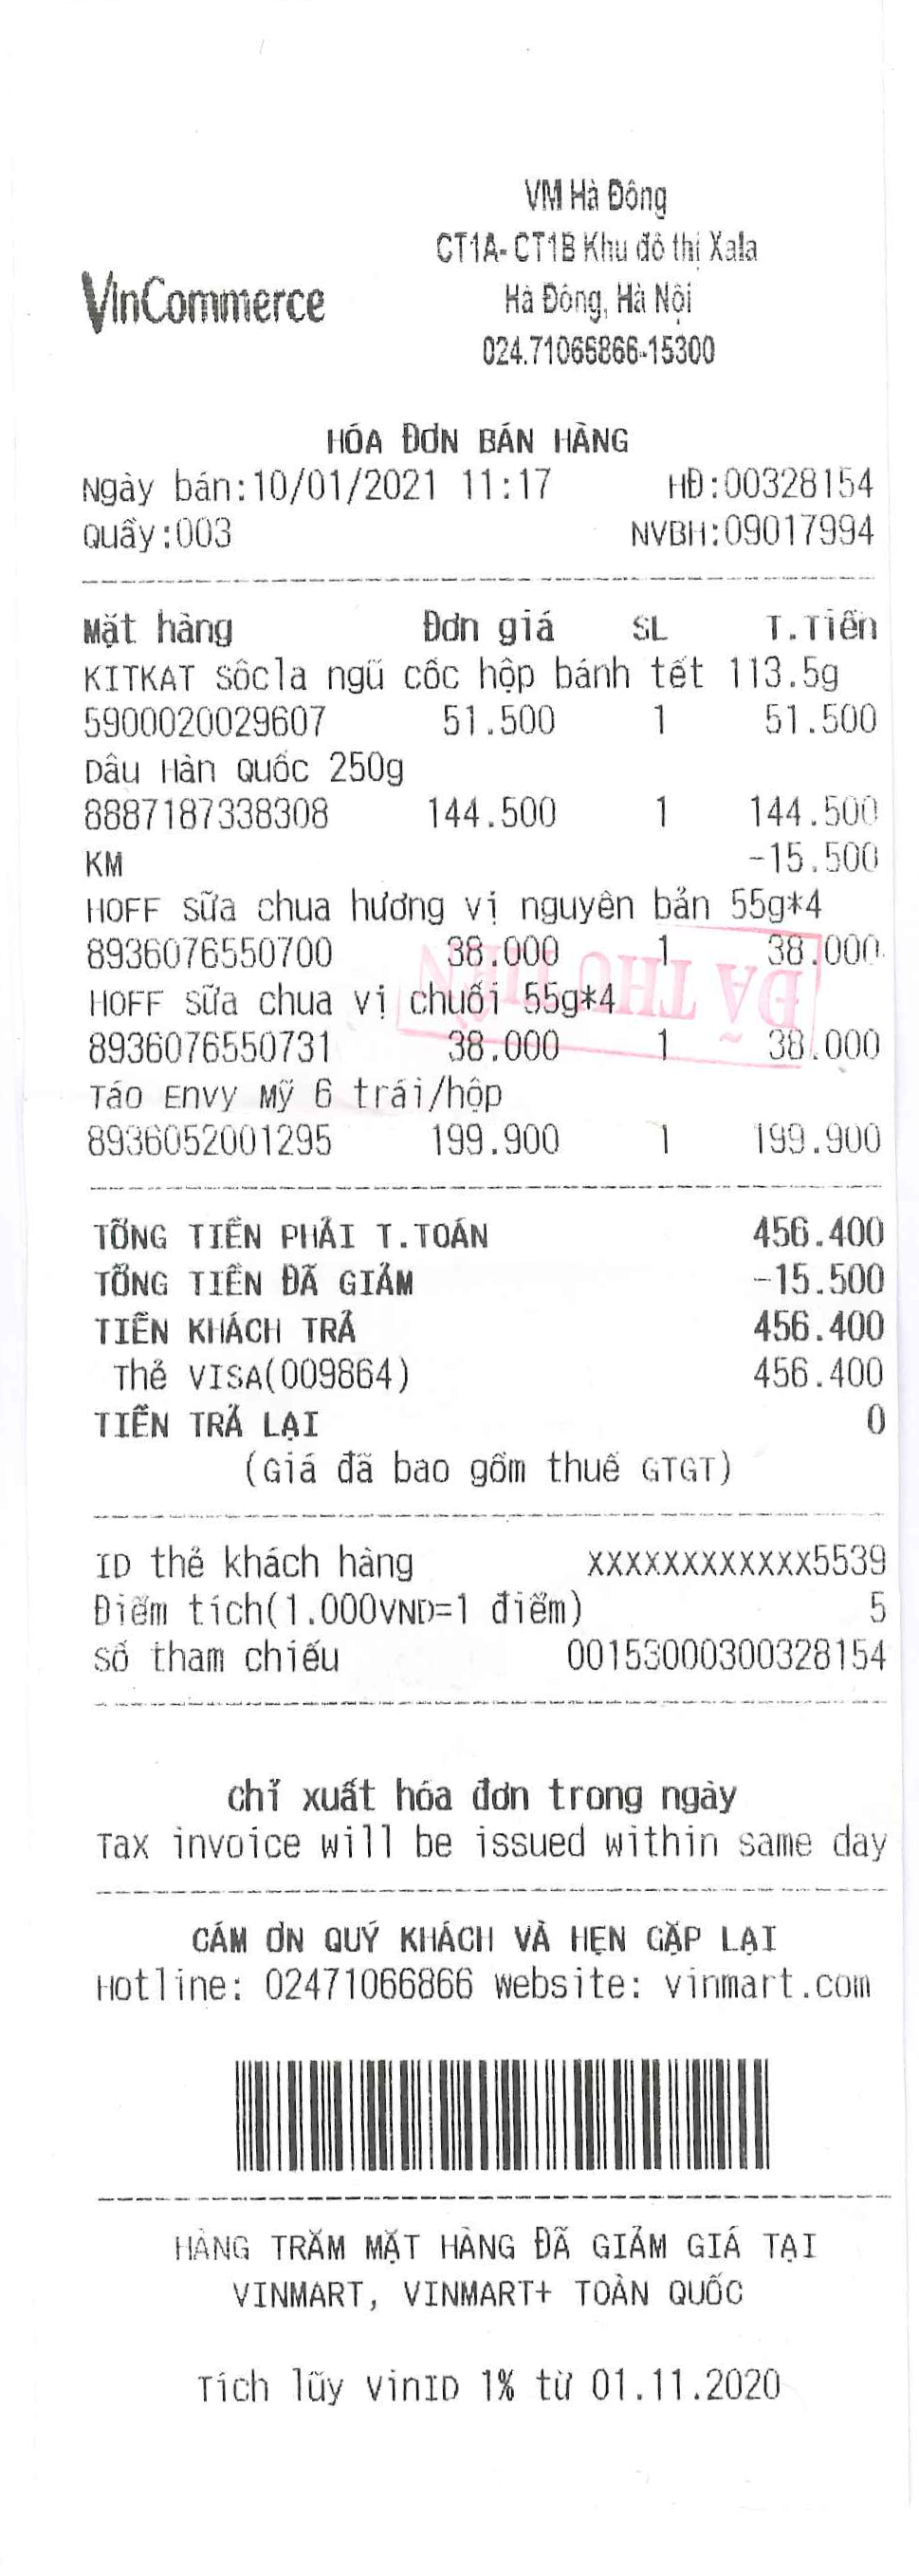 VinCommerce
VM Hà Đông
CT1A- CT1B Khu đô thị Xala
Hà Đông, Hà Nội
024.71066866-15300
HÓA ĐƠN BÁN HÀNG
Ngày bán:10/01/2021 11:17 HĐ:00328154
Quầy:003 NVBH:09017994
Mặt hàng Đơn giá SL T.Tiền
KITKAT sôcla ngũ cốc hộp bánh tết 113.5g
5900020029607 51.500 1 51.500
Dâu Hàn Quốc 250g
8887187338308 144.500 1 144.500
KM -15.500
HOFF sữa chua hương vị nguyên bản 55g*4
8936076550700 38.000 1 38.000
HOFF sữa chua vị chuối 55g*4
8936076550731 38.000 1 38.000
ĐÃ THU TIỀN
Táo Envy Mỹ 6 trái/hộp
8936052001295 199.900 1 199.900
TỔNG TIỀN PHẢI T.TOÁN 456.400
TỔNG TIỀN ĐÃ GIẢM -15.500
TIỀN KHÁCH TRẢ 456.400
Thẻ VISA(009864) 456.400
TIỀN TRẢ LẠI 0
(Giá đã bao gồm thuế GTGT)
ID thẻ khách hàng XXXXXXXXXXXX5539
Điểm tích(1.000VND=1 điểm) 5
Số tham chiếu 00153000300328154
Chỉ xuất hóa đơn trong ngày
Tax invoice will be issued within same day
CẢM ƠN QUÝ KHÁCH VÀ HẸN GẶP LẠI
Hotline: 02471066866 Website: vinmart.com
HÀNG TRĂM MẶT HÀNG ĐÃ GIẢM GIÁ TẠI
VINMART, VINMART+ TOÀN QUỐC
Tích lũy VinID 1% từ 01.11.2020